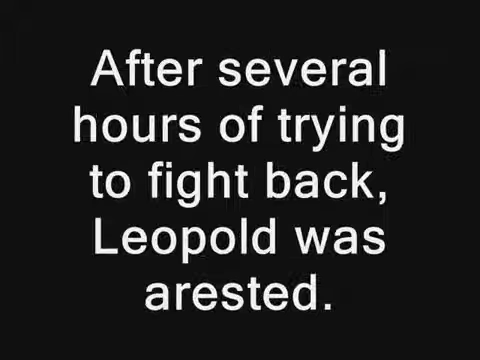 After several
hours of trying
to fight back,
Leopold was
arested.